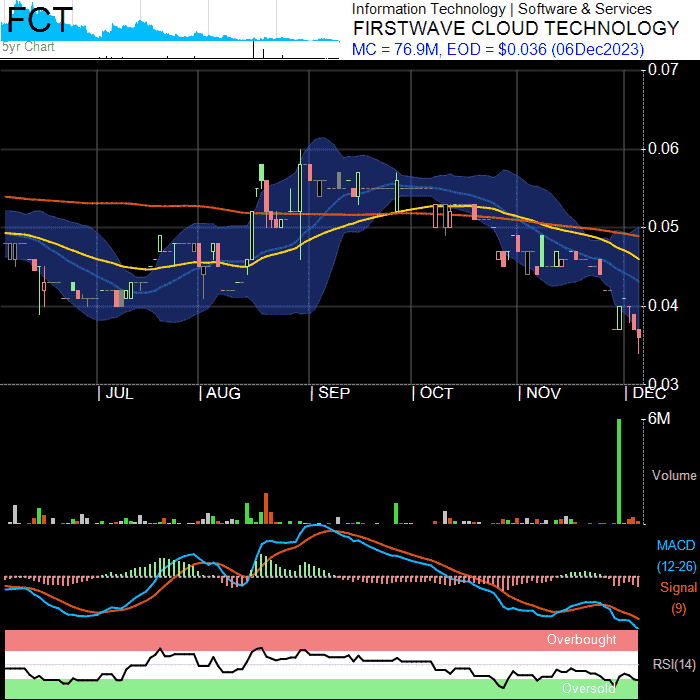 FCT
byr Chart
Information Technology | Software & Services
FIRSTWAVE CLOUD TECHNOLOGY
MC = 76.9M, EOD = $0.036 (06Dec2023)
0.07
0.06
0.05
0.04
0.03
| JUL
| AUG
| SEP
| OCT
| NOV
| DEC
6M
Volume
MACD
(12-26)
Signal
(9)
Overbought
RSI(14)
Oversold